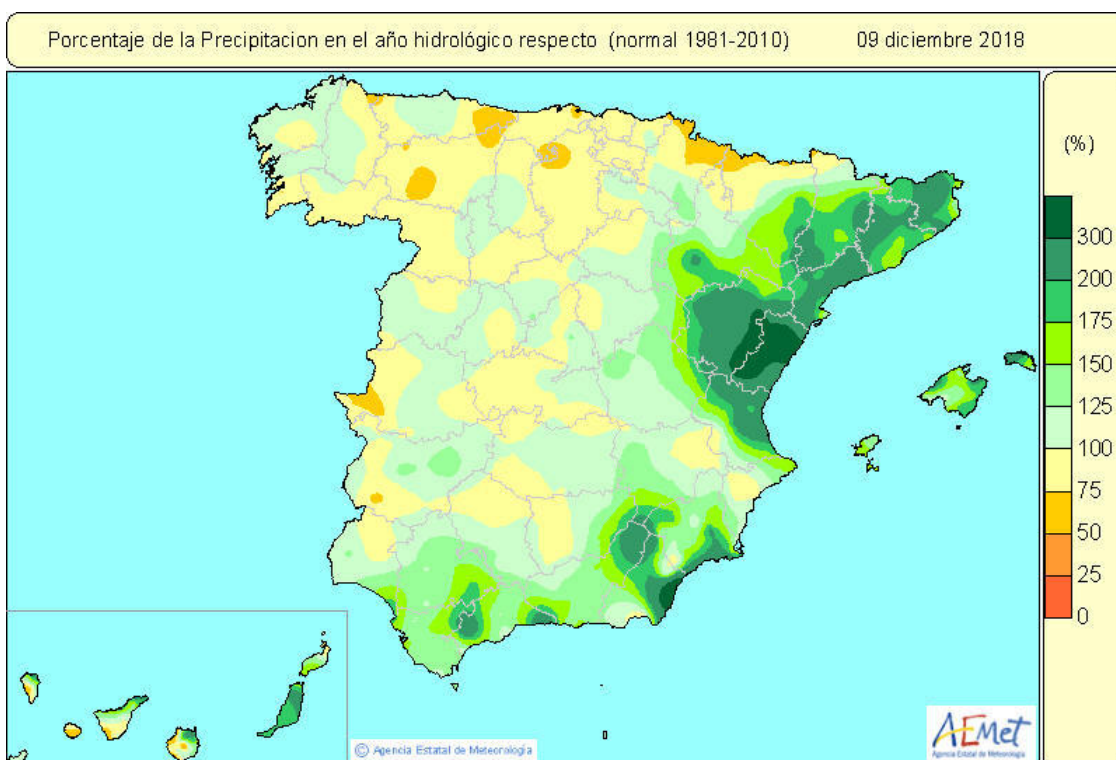 Porcentaje de la Precipitacion en el año hidrológico respecto (normal 1981-2010) 09 diciembre 2018
(%)
300
200
175
150
125
100
75
50
25
0
© Agencia Estatal de Meteorología
AEMet
Agencia Estatal de Meteorología